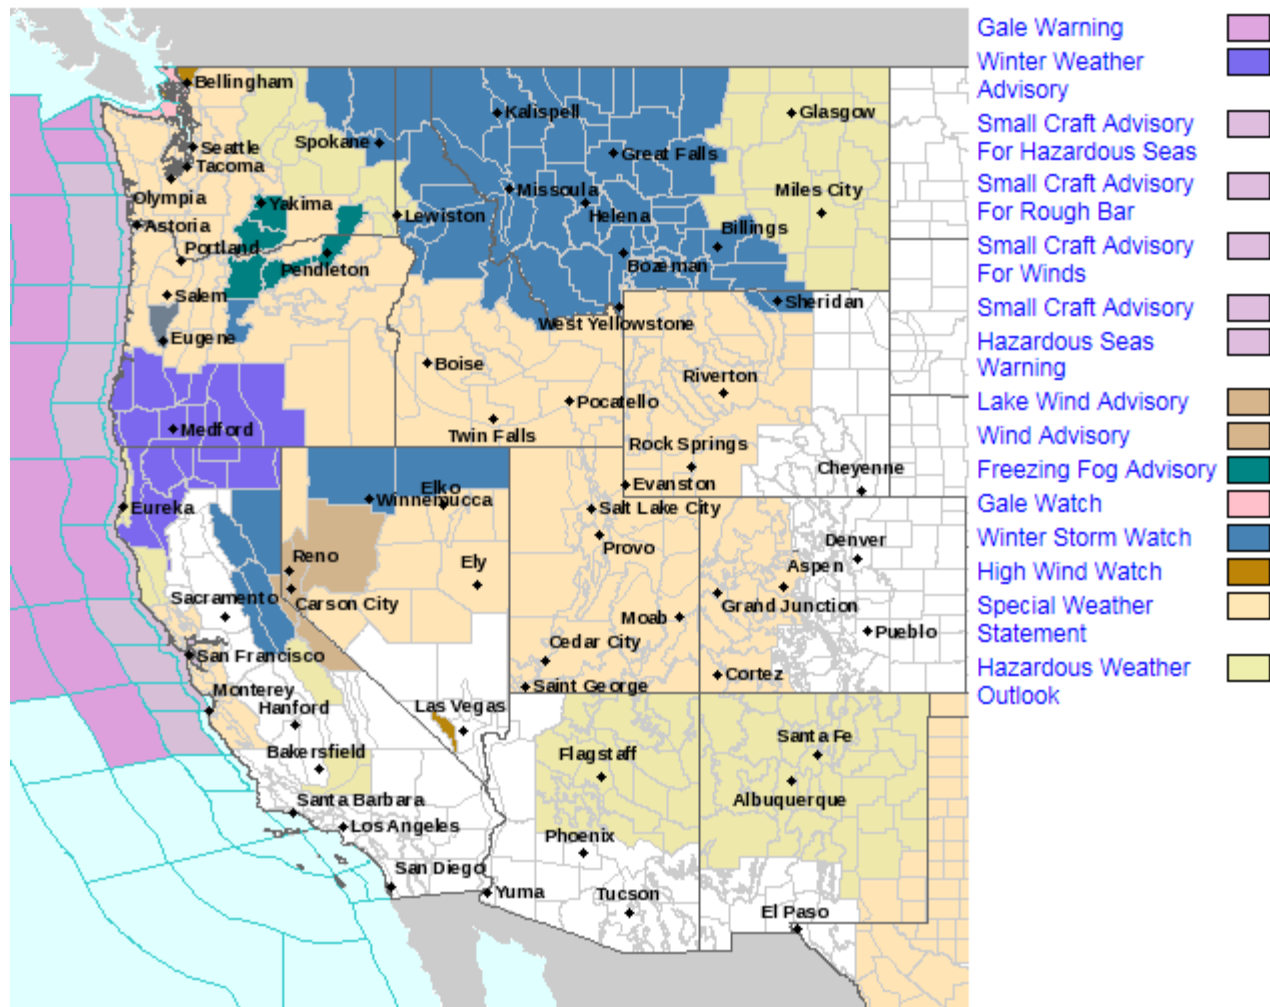 Bellingham
Kalispell
Glasgow
Spokane
Seattle
Great Falls
Tacoma
Missoula
Miles City
Olympia
Yakima
Lewiston
Helena
Astoria
Billings
Portland
Pendleton
Bozeman
Salem
Sheridan
West Yellowstone
Eugene
Boise
Riverton
Pocatello
Medford
Twin Falls
Rock Springs
Cheyenne
Evanston
Elko
Winnemucca
Eureka
Salt Lake City
Provo
Denver
Reno
Ely
Aspen
Sacramento
Carson City
Grand Junction
Moab
Pueblo
Cedar City
San Francisco
Cortez
Saint George
Monterey
Hanford
Las Vegas
Santa Fe
Bakersfield
Flagstaff
Albuquerque
Santa Barbara
Los Angeles
Phoenix
San Diego
Yuma
Tucson
El Paso
Gale Warning
Winter Weather
Advisory
Small Craft Advisory
For Hazardous Seas
Small Craft Advisory
For Rough Bar
Small Craft Advisory
For Winds
Small Craft Advisory
Hazardous Seas
Warning
Lake Wind Advisory
Wind Advisory
Freezing Fog Advisory
Gale Watch
Winter Storm Watch
High Wind Watch
Special Weather
Statement
Hazardous Weather
Outlook